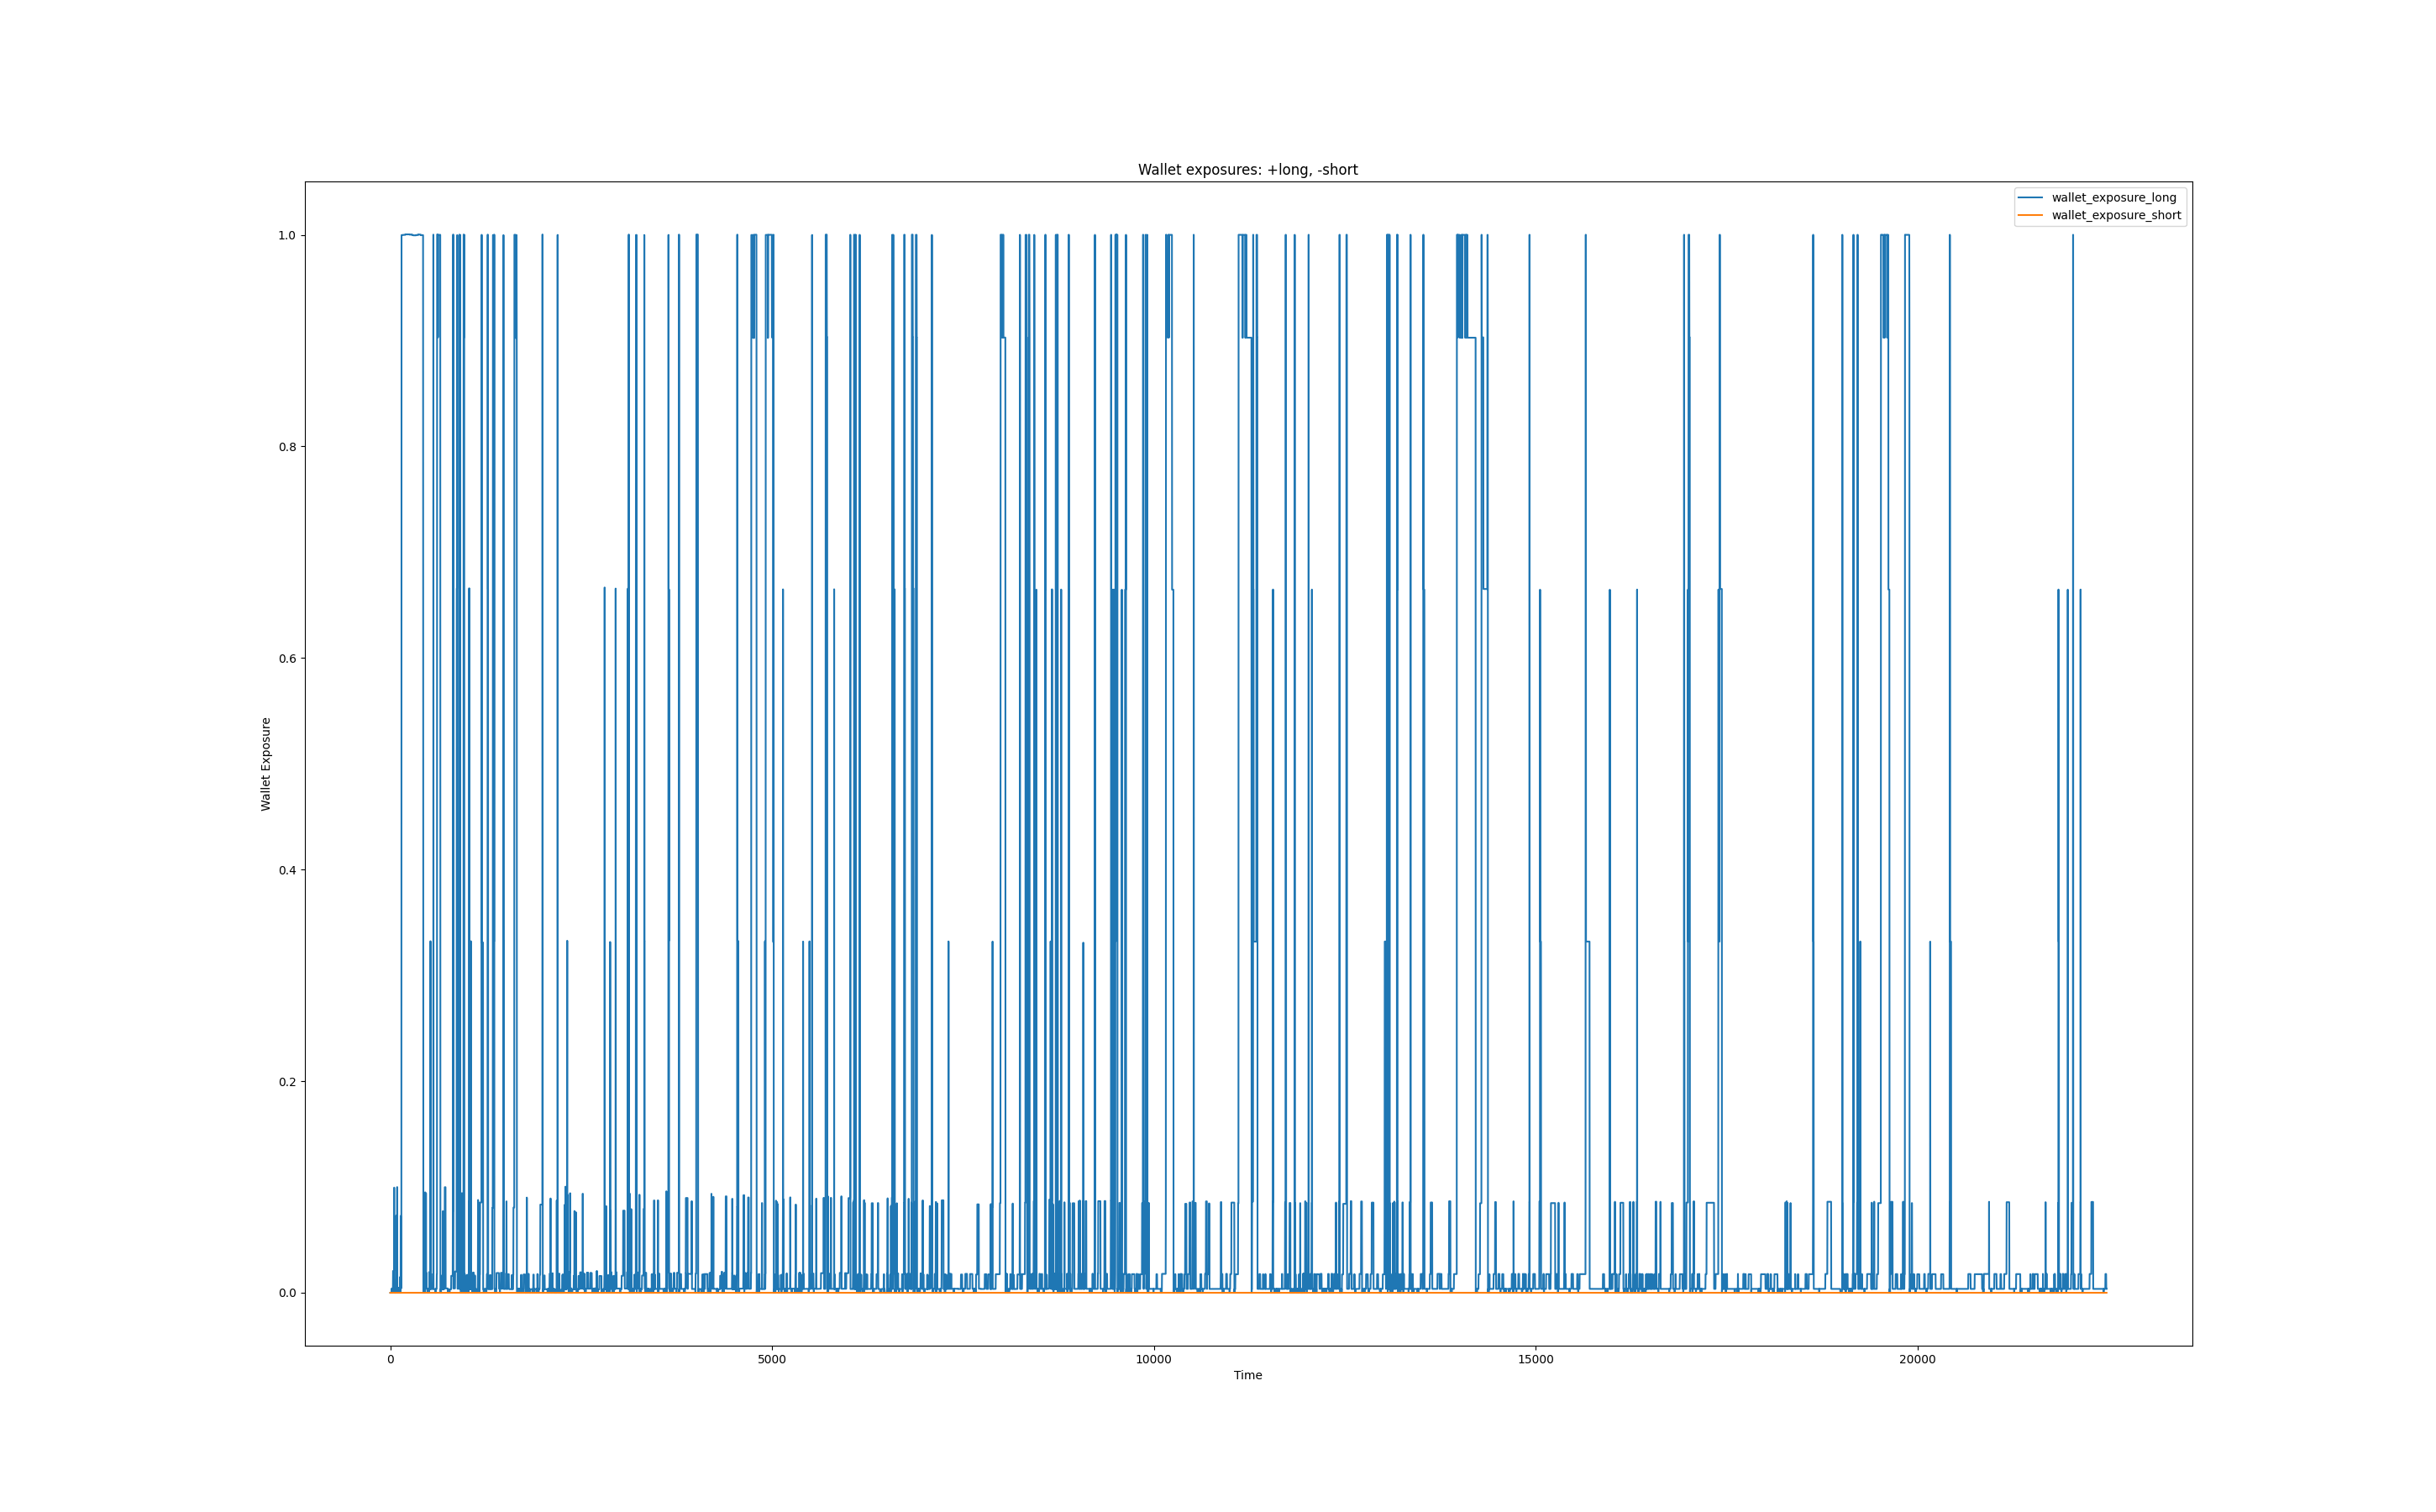 Wallet exposures: +long, -short
wallet_exposure_long
wallet_exposure_short
1.0
0.8
0.6
0.4
0.2
0.0
Wallet Exposure
0 5000 10000 15000 20000
Time